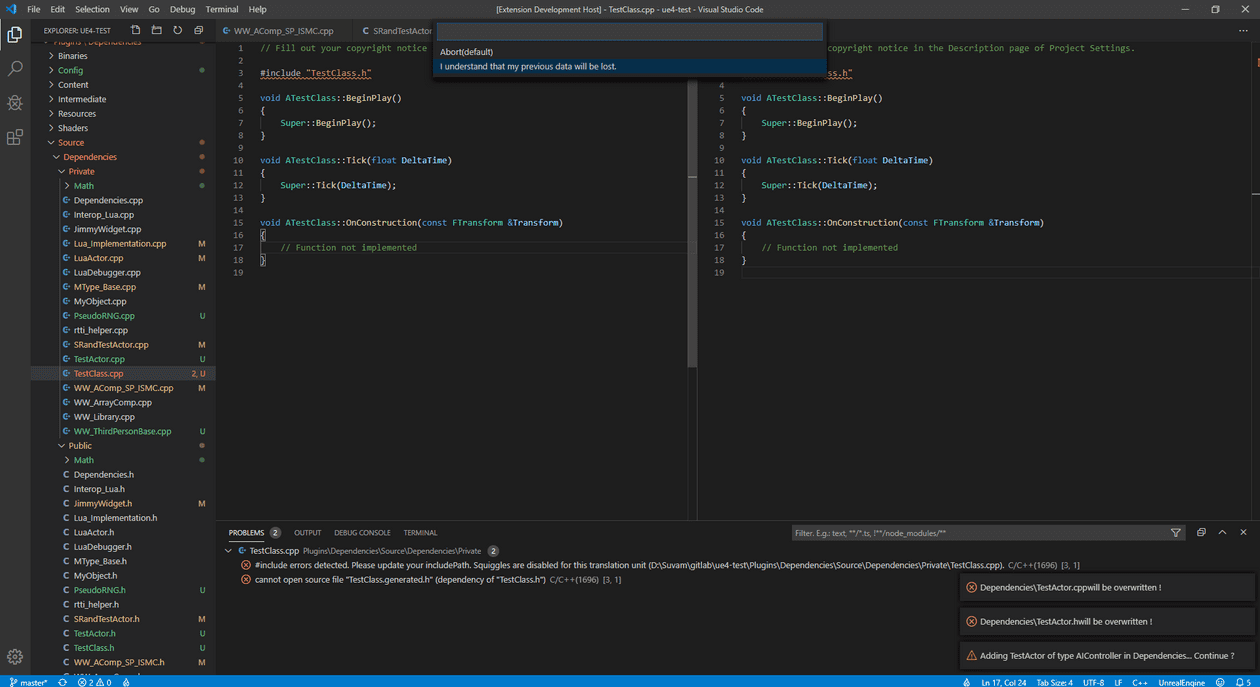 File Edit Selection View Go Debug Terminal Help
[Extension Development Host] - TestClass.cpp - ue4-test - Visual Studio Code
EXPLORER: UE4-TEST
Plugins \ Dependencies
Binaries
Config
Content
Intermediate
Resources
Shaders
Source
Dependencies
Private
Math
Dependencies.cpp
Interop_Lua.cpp
JimmyWidget.cpp
Lua_Implementation.cpp M
LuaActor.cpp M
LuaDebugger.cpp
MType_Base.cpp M
MyObject.cpp
PseudoRNG.cpp U
rtti_helper.cpp
SRandTestActor.cpp M
TestActor.cpp U
TestClass.cpp 2, U
WW_AComp_SP_ISMC.cpp M
WW_ArrayComp.cpp
WW_Library.cpp
WW_ThirdPersonBase.cpp U
Public
Math
Dependencies.h
Interop_Lua.h
JimmyWidget.h M
Lua_Implementation.h
LuaActor.h
LuaDebugger.h
MType_Base.h
MyObject.h
PseudoRNG.h U
rtti_helper.h
SRandTestActor.h M
TestActor.h U
TestClass.h U
WW_AComp_SP_ISMC.h M
WW_AComp_SP_ISMC.cpp
SRandTestActor
Abort(default)
I understand that my previous data will be lost.
1 // Fill out your copyright notice
2
3 #include "TestClass.h"
4
5 void ATestClass::BeginPlay()
6 {
7 Super::BeginPlay();
8 }
9
10 void ATestClass::Tick(float DeltaTime)
11 {
12 Super::Tick(DeltaTime);
13 }
14
15 void ATestClass::OnConstruction(const FTransform &Transform)
16 {
17 // Function not implemented
18 }
19
copyright notice in the Description page of Project Settings.
ss.h"
4
5 void ATestClass::BeginPlay()
6 {
7 Super::BeginPlay();
8 }
9
10 void ATestClass::Tick(float DeltaTime)
11 {
12 Super::Tick(DeltaTime);
13 }
14
15 void ATestClass::OnConstruction(const FTransform &Transform)
16 {
17 // Function not implemented
18 }
19
PROBLEMS 2 OUTPUT DEBUG CONSOLE TERMINAL
Filter. E.g.: text, **/*.ts, !**/node_modules/**
TestClass.cpp Plugins\Dependencies\Source\Dependencies\Private 2
#include errors detected. Please update your includePath. Squiggles are disabled for this translation unit (D:\Suvam\gitlab\ue4-test\Plugins\Dependencies\Source\Dependencies\Private\TestClass.cpp). C/C++(1696) [3, 1]
cannot open source file "TestClass.generated.h" (dependency of "TestClass.h") C/C++(1696) [3, 1]
Dependencies\TestActor.cppwill be overwritten !
Dependencies\TestActor.hwill be overwritten !
Adding TestActor of type AIController in Dependencies... Continue ?
master* 2 0
Ln 17, Col 24 Tab Size: 4 UTF-8 LF C++ UnrealEngine 5